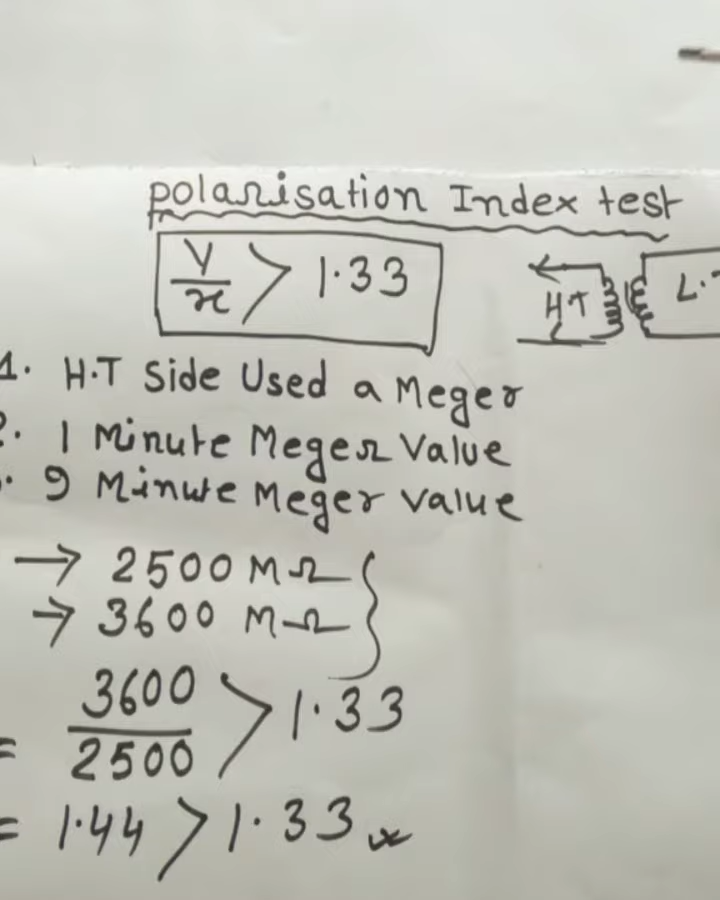 polarisation Index test
y/x > 1.33
H.T L.T
1. H.T Side Used a Meger
2. 1 Minute Meger Value
. 9 Minute Meger Value
→ 2500 MΩ
→ 3600 MΩ
= 3600/2500 > 1.33
= 1.44 > 1.33